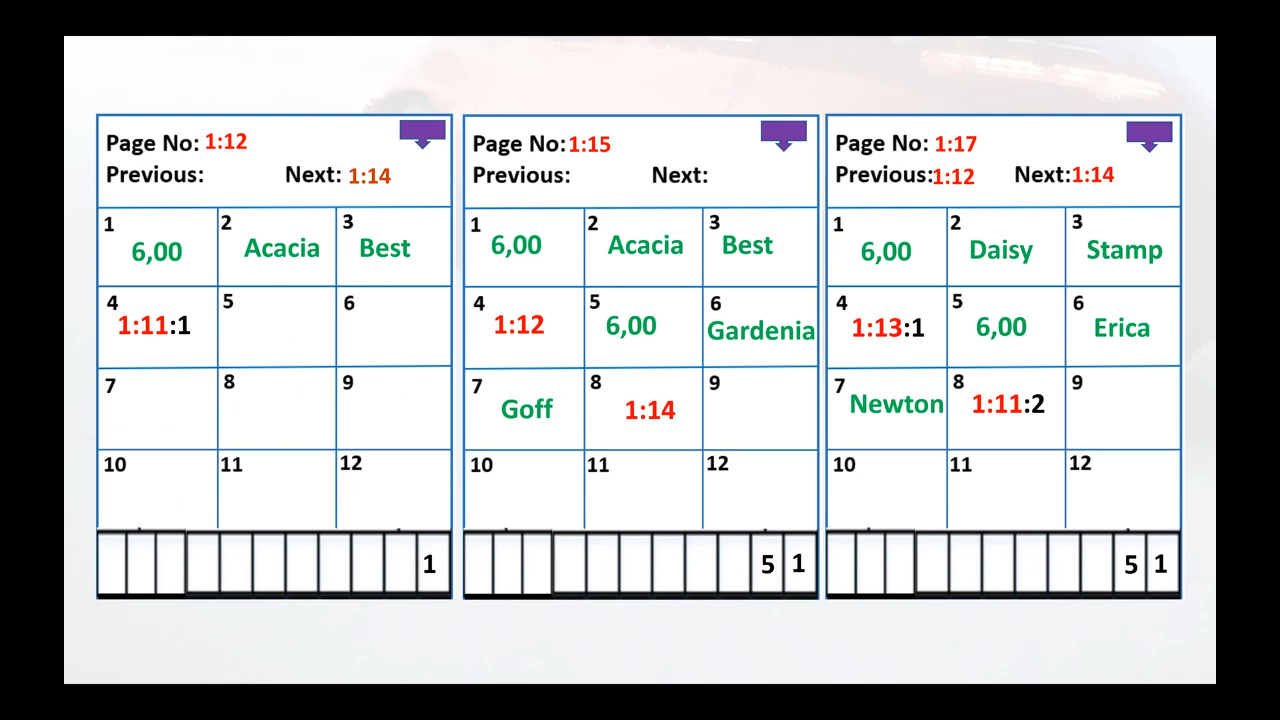 Page No: 1:12
Previous: Next: 1:14
1 2 3
6,00 Acacia Best
4 5 6
1:11:1
7 8 9
10 11 12
1
Page No: 1:15
Previous: Next:
1 2 3
6,00 Acacia Best
4 5 6
1:12 6,00 Gardenia
7 8 9
Goff 1:14
10 11 12
5 1
Page No: 1:17
Previous: 1:12 Next: 1:14
1 2 3
6,00 Daisy Stamp
4 5 6
1:13:1 6,00 Erica
7 8 9
Newton 1:11:2
10 11 12
5 1